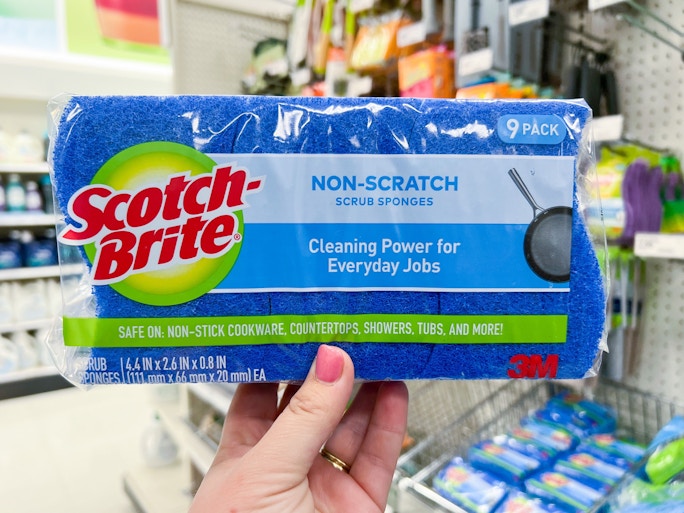 9 PACK
Scotch-
Brite®
NON-SCRATCH
SCRUB SPONGES
Cleaning Power for
Everyday Jobs
SAFE ON: NON-STICK COOKWARE, COUNTERTOPS, SHOWERS, TUBS, AND MORE!
SCRUB 4.4 IN x 2.6 IN x 0.8 IN
SPONGES (111 mm x 66 mm x 20 mm) EA
3M